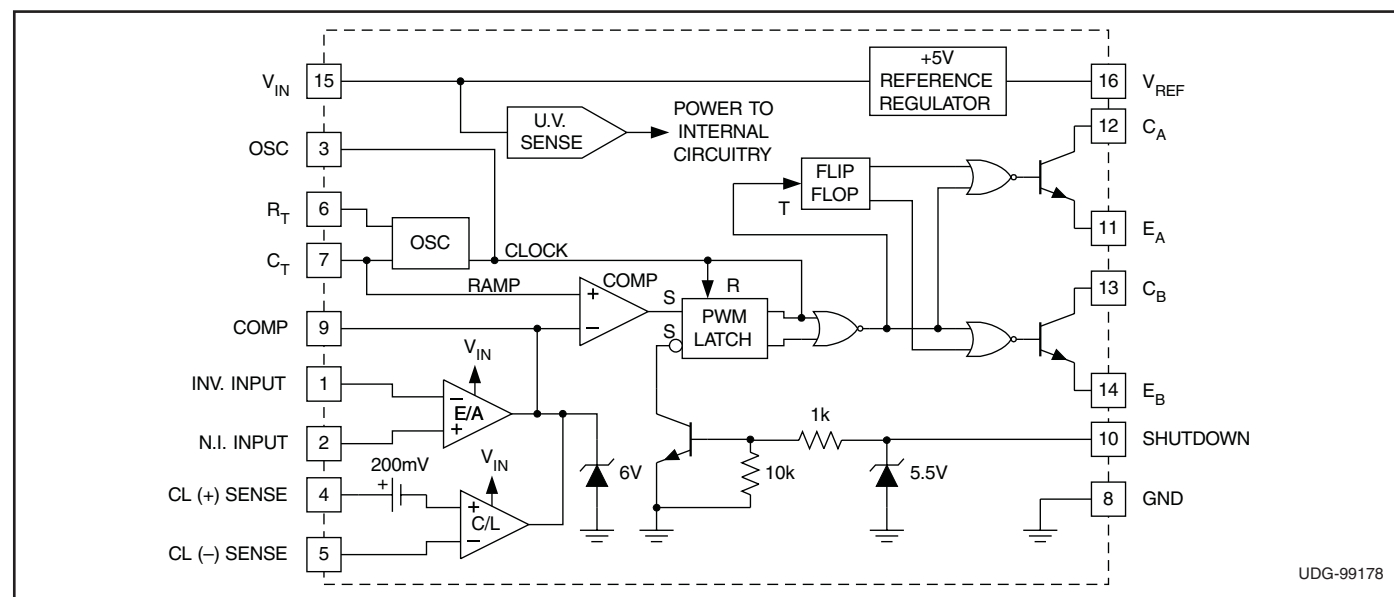 V_IN 15
+5V
REFERENCE
REGULATOR
16 V_REF
U.V.
SENSE
POWER TO
INTERNAL
CIRCUITRY
12 C_A
OSC 3
FLIP
FLOP
T
R_T 6
11 E_A
OSC
CLOCK
C_T 7
RAMP
COMP
+
−
S
R
13 C_B
COMP 9
PWM
LATCH
S
V_IN
INV. INPUT 1
−
E/A
+
14 E_B
N.I. INPUT 2
1k
10 SHUTDOWN
200mV
+
V_IN
6V
10k
5.5V
CL (+) SENSE 4
+
C/L
−
8 GND
CL (–) SENSE 5
UDG-99178